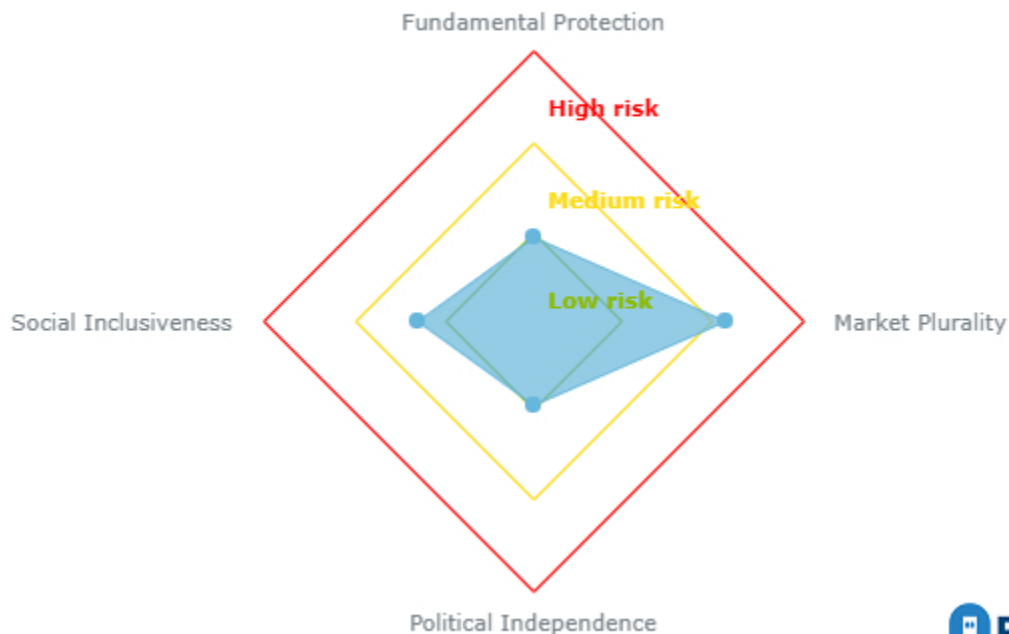 Fundamental Protection
High risk
Medium risk
Low risk
Social Inclusiveness
Market Plurality
Political Independence